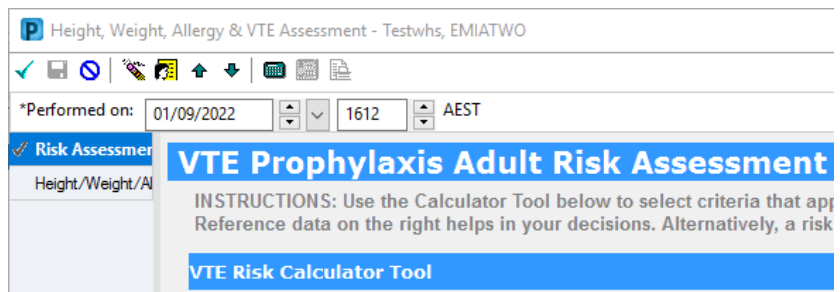 Height, Weight, Allergy & VTE Assessment - Testwhs, EMIATWO
*Performed on: 01/09/2022 1612 AEST
Risk Assessmen
Height/Weight/Al
VTE Prophylaxis Adult Risk Assessment
INSTRUCTIONS: Use the Calculator Tool below to select criteria that app
Reference data on the right helps in your decisions. Alternatively, a risk
VTE Risk Calculator Tool